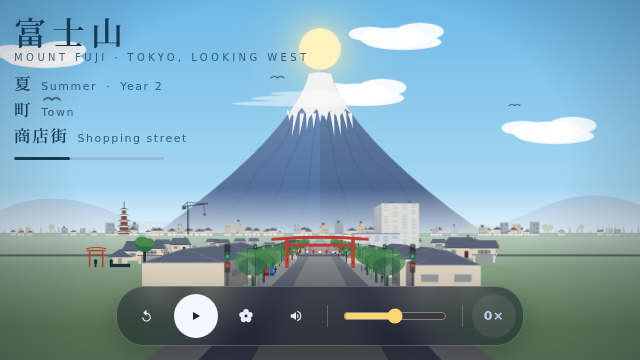 富士山
MOUNT FUJI · TOKYO, LOOKING WEST
夏 Summer · Year 2
町 Town
商店街 Shopping street
0×